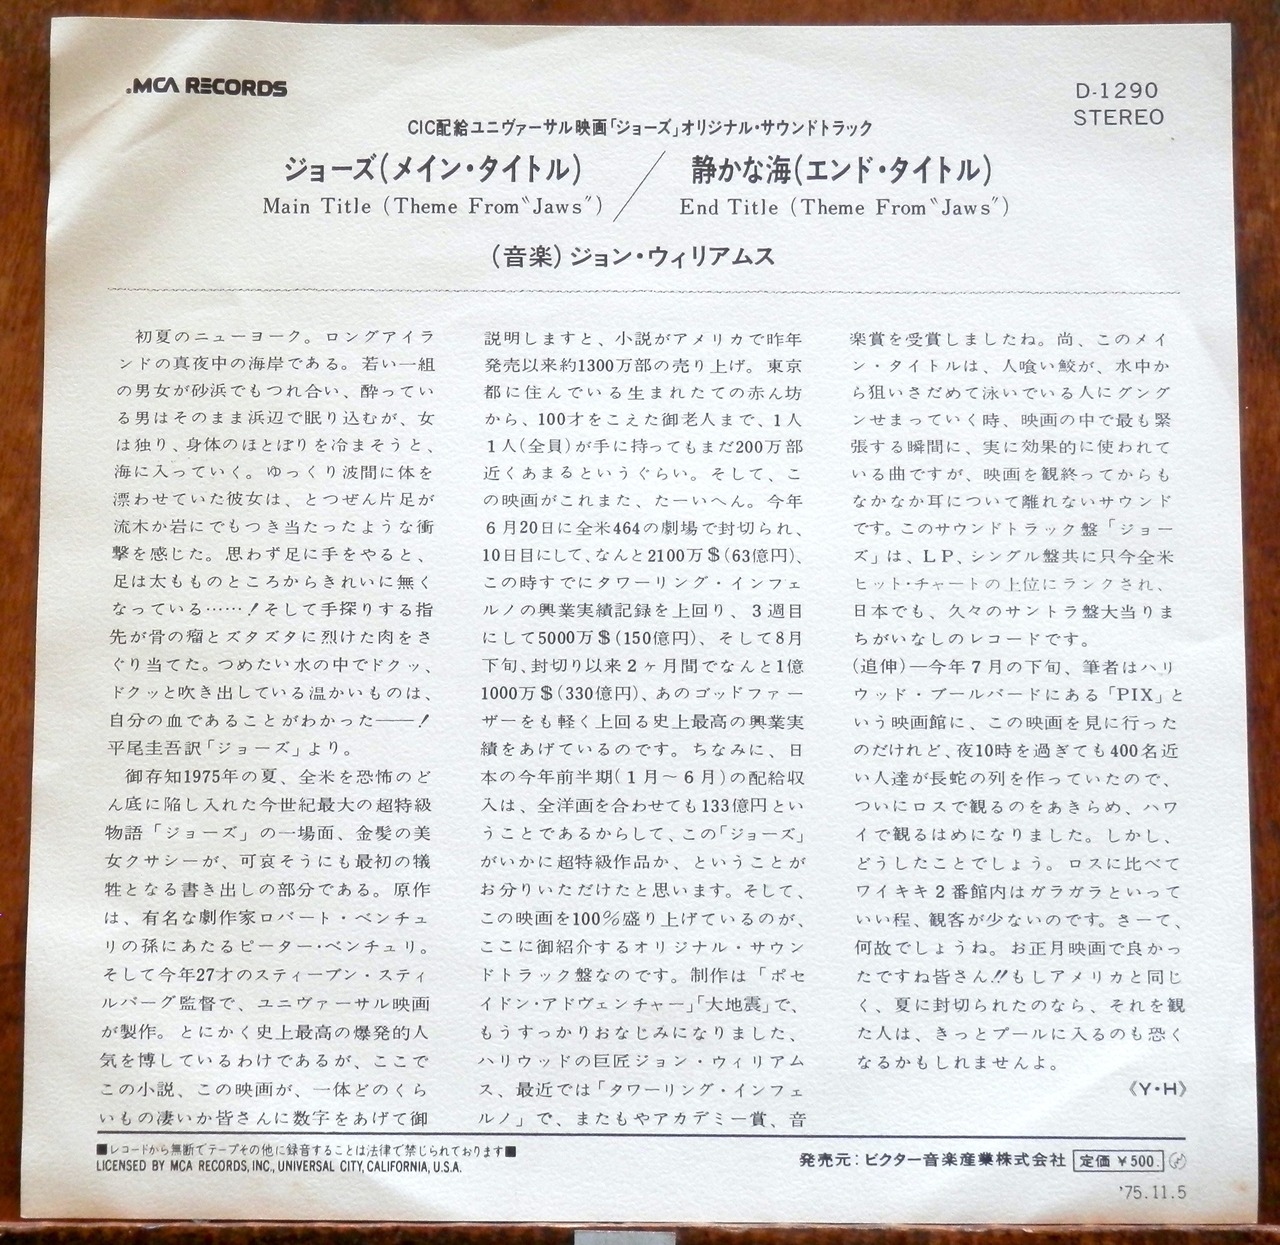 .MCA RECORDS
D-1290
STEREO
CIC配給ユニヴァーサル映画「ジョーズ」オリジナル・サウンドトラック
ジョーズ(メイン・タイトル)／静かな海(エンド・タイトル)
Main Title (Theme From〝Jaws〞) End Title (Theme From〝Jaws〞)
(音楽)ジョン・ウィリアムス
初夏のニューヨーク。ロングアイラ
ンドの真夜中の海岸である。若い一組
の男女が砂浜でもつれ合い、酔ってい
る男はそのまま浜辺で眠り込むが、女
は独り、身体のほとぼりを冷まそうと、
海に入っていく。ゆっくり波間に体を
漂わせていた彼女は、とつぜん片足が
流木か岩にでもつき当たったような衝
撃を感じた。思わず足に手をやると、
足は太もものところからきれいに無く
なっている……！そして手探りする指
先が骨の瘤とズタズタに烈けた肉をさ
ぐり当てた。つめたい水の中でドクッ、
ドクッと吹き出している温かいものは、
自分の血であることがわかった――！
平尾圭吾訳「ジョーズ」より。
御存知1975年の夏、全米を恐怖のど
ん底に陥し入れた今世紀最大の超特級
物語「ジョーズ」の一場面、金髪の美
女クサシーが、可哀そうにも最初の犠
牲となる書き出しの部分である。原作
は、有名な劇作家ロバート・ベンチュ
リの孫にあたるピーター・ベンチュリ。
そして今年27才のスティーブン・スティ
ルバーグ監督で、ユニヴァーサル映画
が製作。とにかく史上最高の爆発的人
気を博しているわけであるが、ここで
この小説、この映画が、一体どのくら
いもの凄いか皆さんに数字をあげて御
説明しますと、小説がアメリカで昨年
発売以来約1300万部の売り上げ。東京
都に住んでいる生まれたての赤ん坊
から、100才をこえた御老人まで、1人
1人(全員)が手に持ってもまだ200万部
近くあまるというぐらい。そして、こ
の映画がこれまた、たーいへん。今年
6月20日に全米464の劇場で封切られ、
10日目にして、なんと2100万＄(63億円)、
この時すでにタワーリング・インフェ
ルノの興業実績記録を上回り、3週目
にして5000万＄(150億円)、そして8月
下旬、封切り以来2ヶ月間でなんと1億
1000万＄(330億円)、あのゴッドファー
ザーをも軽く上回る史上最高の興業実
績をあげているのです。ちなみに、日
本の今年前半期(1月〜6月)の配給収
入は、全洋画を合わせても133億円とい
うことであるからして、この「ジョーズ」
がいかに超特級作品か、ということが
お分りいただけたと思います。そして、
この映画を100%盛り上げているのが、
ここに御紹介するオリジナル・サウン
ドトラック盤なのです。制作は「ポセ
イドン・アドヴェンチャー」「大地震」で、
もうすっかりおなじみになりました、
ハリウッドの巨匠ジョン・ウィリアム
ス、最近では「タワーリング・インフェ
ルノ」で、またもやアカデミー賞、音
楽賞を受賞しましたね。尚、このメイ
ン・タイトルは、人喰い鮫が、水中か
ら狙いさだめて泳いでいる人にグング
ンせまっていく時、映画の中で最も緊
張する瞬間に、実に効果的に使われて
いる曲ですが、映画を観終ってからも
なかなか耳について離れないサウンド
です。このサウンドトラック盤「ジョー
ズ」は、LP、シングル盤共に只今全米
ヒット・チャートの上位にランクされ、
日本でも、久々のサントラ盤大当りま
ちがいなしのレコードです。
(追伸)―今年7月の下旬、筆者はハリ
ウッド・ブールバードにある「PIX」と
いう映画館に、この映画を見に行った
のだけれど、夜10時を過ぎても400名近
い人達が長蛇の列を作っていたので、
ついにロスで観るのをあきらめ、ハワ
イで観るはめになりました。しかし、
どうしたことでしょう。ロスに比べて
ワイキキ2番館内はガラガラといって
いい程、観客が少ないのです。さーて、
何故でしょうね。お正月映画で良かっ
たですね皆さん!!もしアメリカと同じ
く、夏に封切られたのなら、それを観
た人は、きっとプールに入るのも恐く
なるかもしれませんよ。
《Y・H》
■レコードから無断でテープその他に録音することは法律で禁じられております■
LICENSED BY MCA RECORDS, INC., UNIVERSAL CITY, CALIFORNIA, U.S.A.
発売元：ビクター音楽産業株式会社 定価 ￥500.
'75.11.5